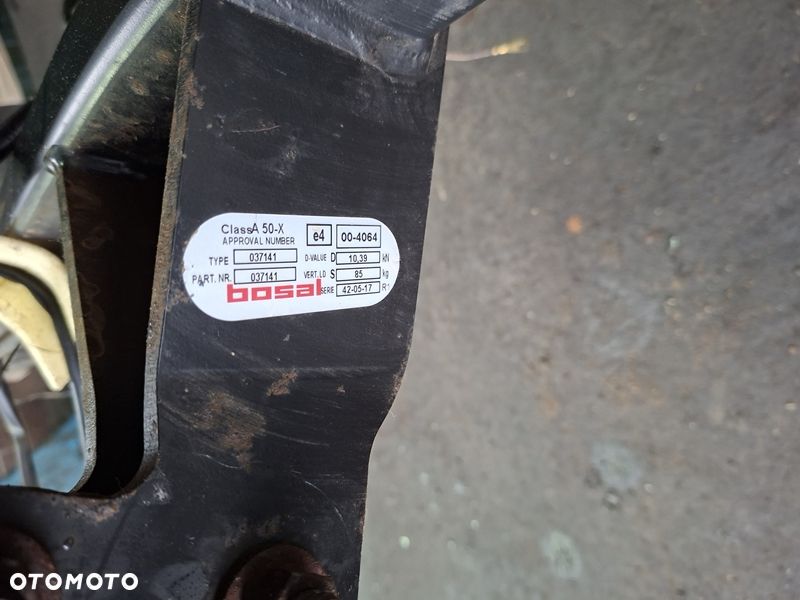 ClassA 50-X
APPROVAL NUMBER e4 00-4064
TYPE 037141 D-VALUE D 10,39 kN
PART. NR. 037141 VERT. LD S 85 kg
bosal SERIE 42-05-17 R1
OTOMOTO